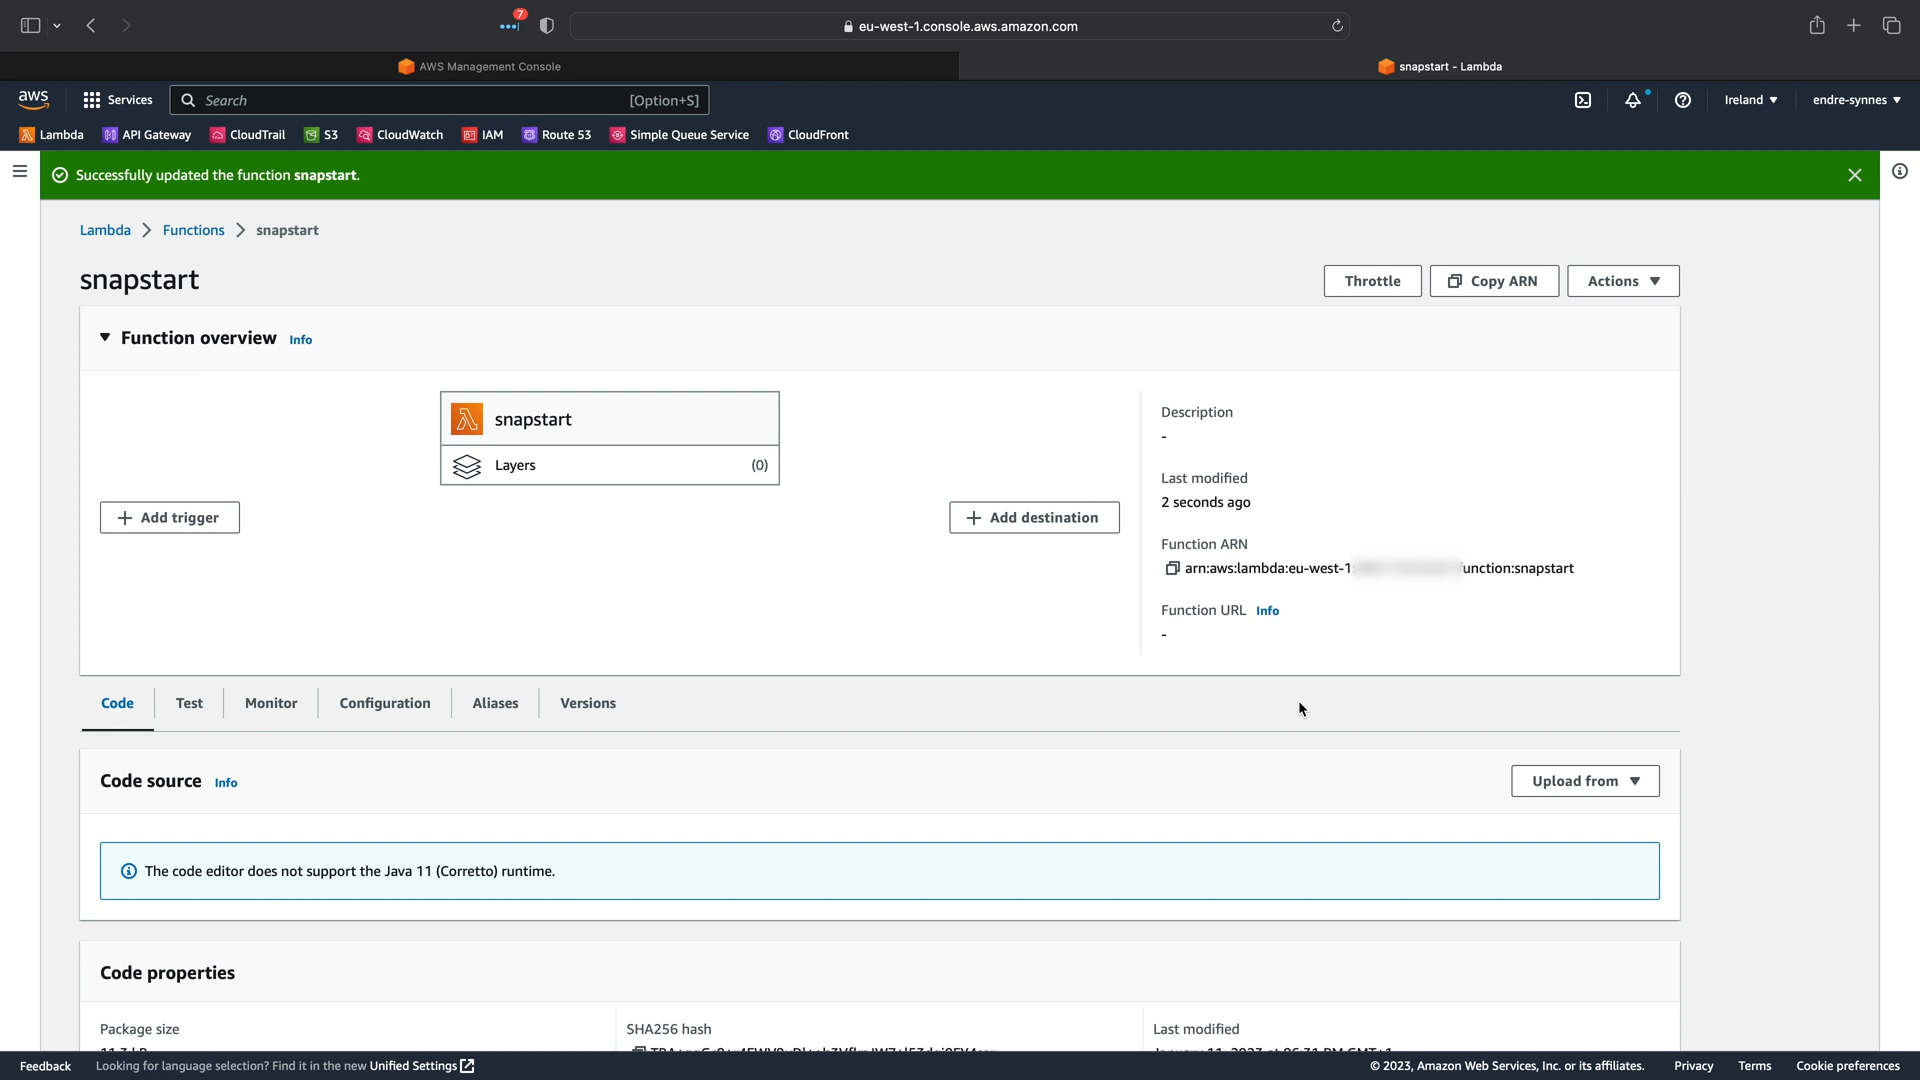 7
eu-west-1.console.aws.amazon.com
AWS Management Console
snapstart - Lambda
aws
Services
Search
[Option+S]
Ireland
endre-synnes
Lambda
API Gateway
CloudTrail
S3
CloudWatch
IAM
Route 53
Simple Queue Service
CloudFront
Successfully updated the function snapstart.
Lambda
Functions
snapstart
snapstart
Throttle
Copy ARN
Actions
Function overview Info
snapstart
Layers (0)
Add trigger
Add destination
Description
-
Last modified
2 seconds ago
Function ARN
arn:aws:lambda:eu-west-1 unction:snapstart
Function URL Info
-
Code
Test
Monitor
Configuration
Aliases
Versions
Code source Info
Upload from
The code editor does not support the Java 11 (Corretto) runtime.
Code properties
Package size
SHA256 hash
Last modified
Feedback
Looking for language selection? Find it in the new Unified Settings
© 2023, Amazon Web Services, Inc. or its affiliates.
Privacy
Terms
Cookie preferences